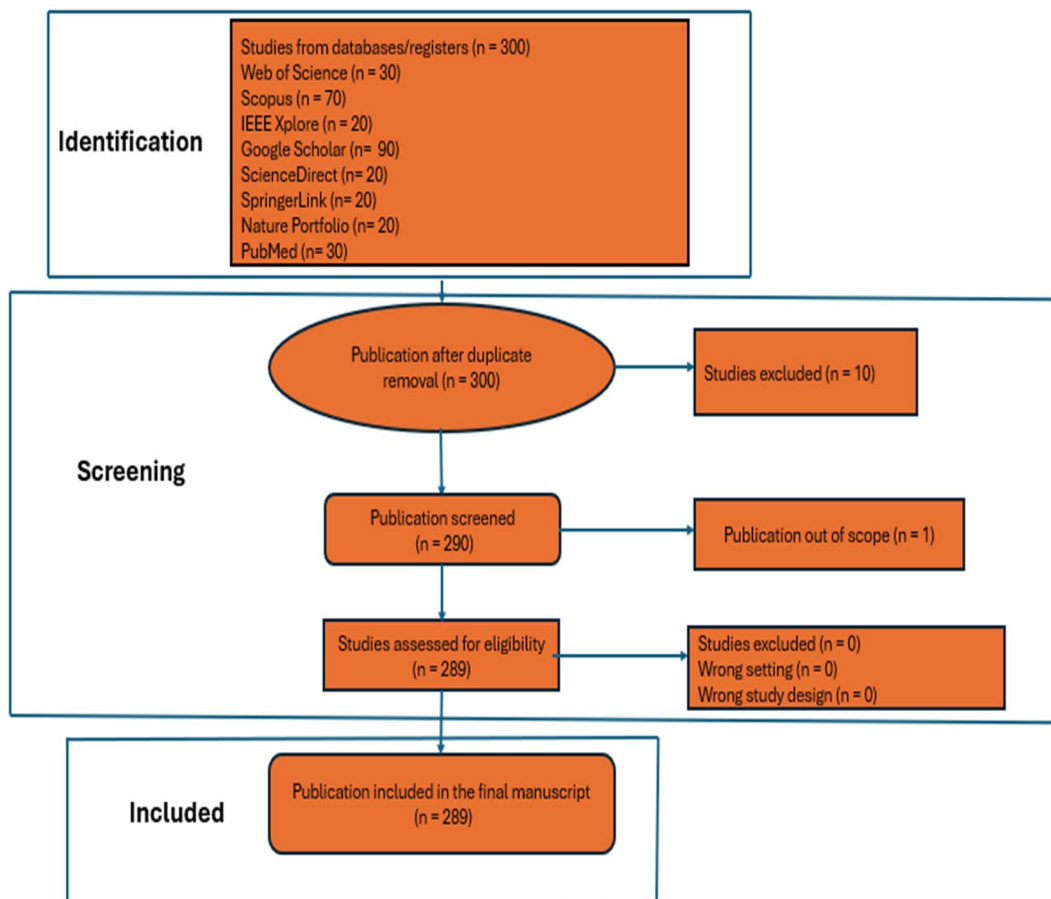 Identification
Studies from databases/registers (n = 300)
Web of Science (n = 30)
Scopus (n = 70)
IEEE Xplore (n = 20)
Google Scholar (n= 90)
ScienceDirect (n= 20)
SpringerLink (n= 20)
Nature Portfolio (n= 20)
PubMed (n= 30)
Screening
Publication after duplicate
removal (n = 300)
Studies excluded (n = 10)
Publication screened
(n = 290)
Publication out of scope (n = 1)
Studies assessed for eligibility
(n = 289)
Studies excluded (n = 0)
Wrong setting (n = 0)
Wrong study design (n = 0)
Included
Publication included in the final manuscript
(n = 289)